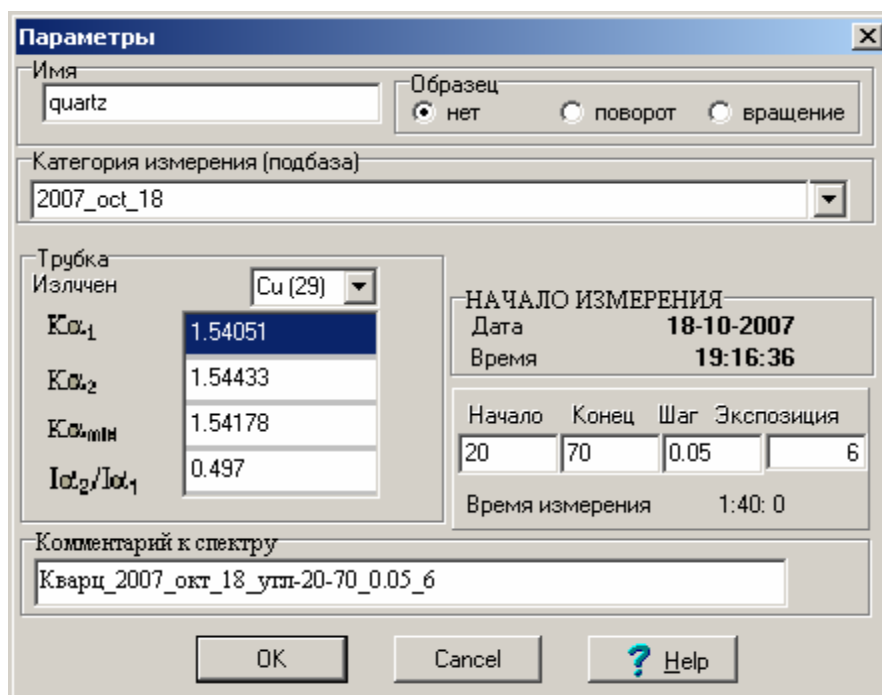 Параметры
Имя
quartz
Образец
нет поворот вращение
Категория измерения (подбаза)
2007_oct_18
Трубка
Излччен Cu (29)
Kα1 1.54051
Kα2 1.54433
Kαmin 1.54178
Iα2/Iα1 0.497
НАЧАЛО ИЗМЕРЕНИЯ
Дата 18-10-2007
Время 19:16:36
Начало Конец Шаг Экспозиция
20 70 0.05 6
Время измерения 1:40: 0
Комментарий к спектру
Кварц_2007_окт_18_угл-20-70_0.05_6
OK Cancel ? Help